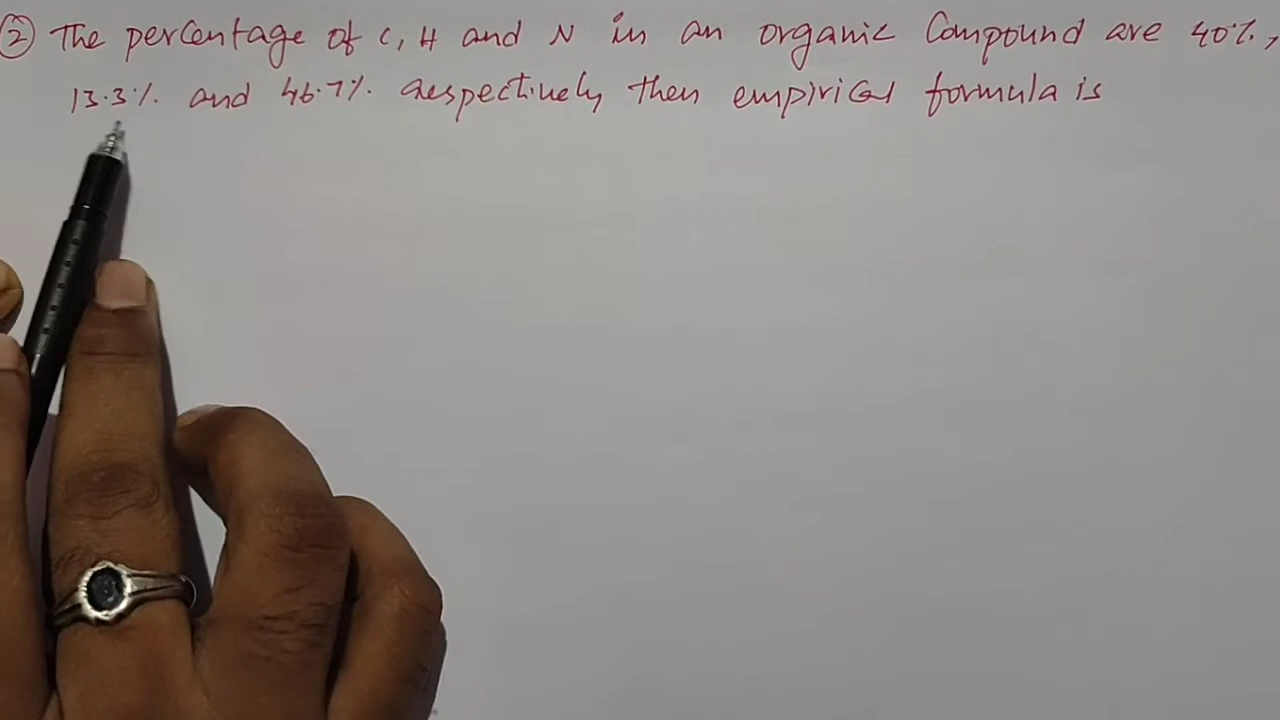 ② The percentage of C, H and N in an organic Compound are 40%,
13.3% and 46.7% respectively then empirical formula is